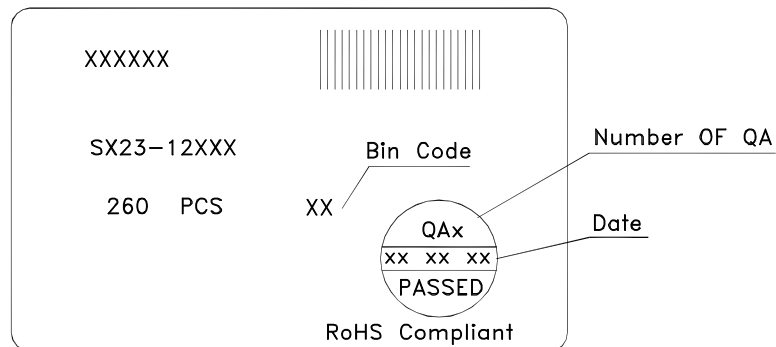 XXXXXX
SX23-12XXX
Bin Code
Number OF QA
260 PCS
XX
QAx
Date
XX XX XX
PASSED
RoHS Compliant